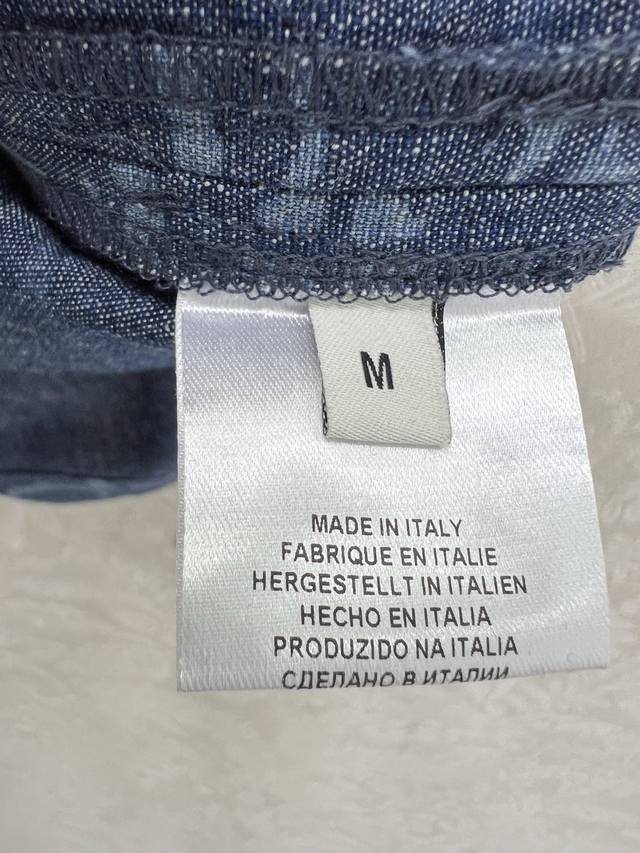 M
MADE IN ITALY
FABRIQUE EN ITALIE
HERGESTELLT IN ITALIEN
HECHO EN ITALIA
PRODUZIDO NA ITALIA
СДЕЛАНО В ИТАЛИИ